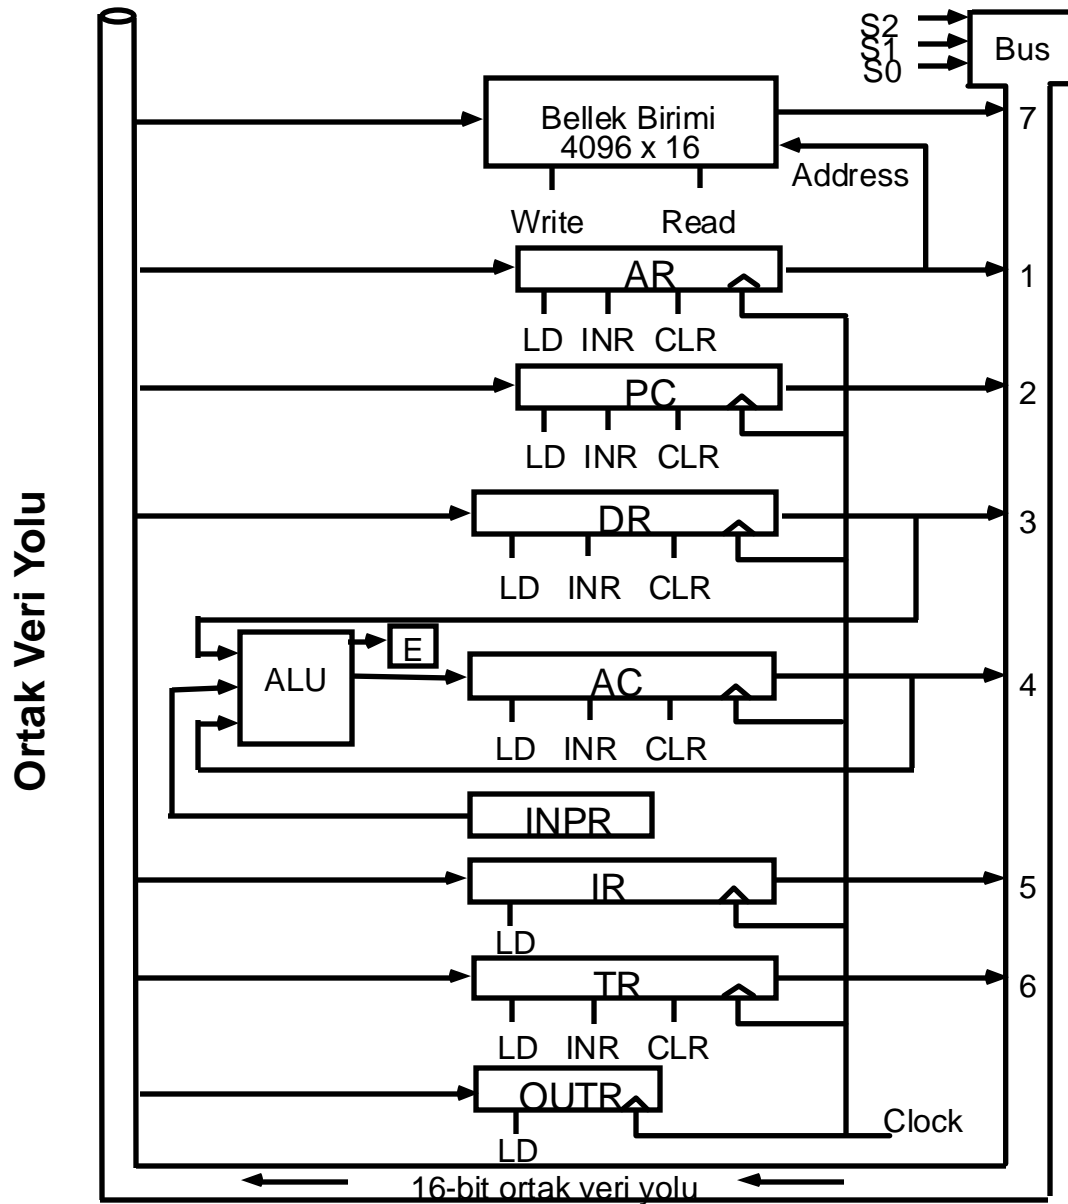 S2
S1
S0
Bus
Bellek Birimi
4096 x 16
7
Address
Write Read
AR
1
LD INR CLR
PC
2
LD INR CLR
Ortak Veri Yolu
DR
3
LD INR CLR
E
ALU
AC
4
LD INR CLR
INPR
IR
5
LD
TR
6
LD INR CLR
OUTR
Clock
LD
16-bit ortak veri yolu